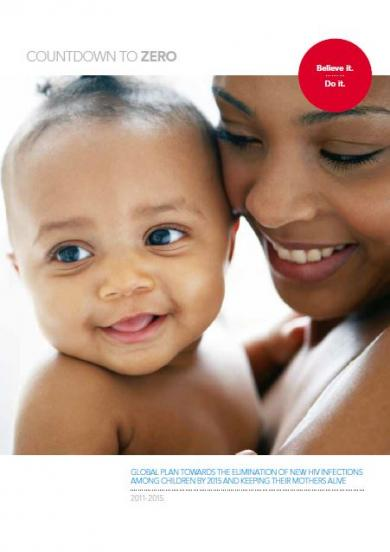 COUNTDOWN TO ZERO
Believe it.
Do it.
GLOBAL PLAN TOWARDS THE ELIMINATION OF NEW HIV INFECTIONS
AMONG CHILDREN BY 2015 AND KEEPING THEIR MOTHERS ALIVE
2011-2015